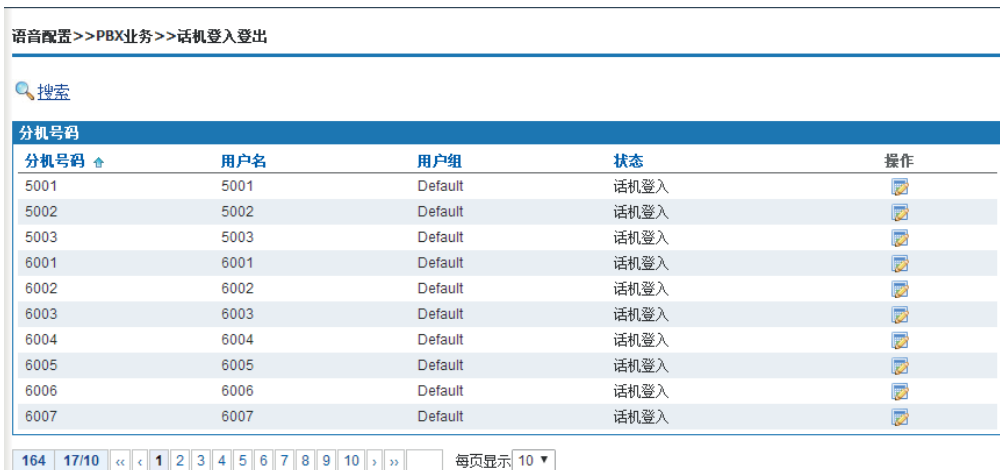 语音配置>>PBX业务>>话机登入登出
搜索
分机号码
分机号码 用户名 用户组 状态 操作
5001 5001 Default 话机登入
5002 5002 Default 话机登入
5003 5003 Default 话机登入
6001 6001 Default 话机登入
6002 6002 Default 话机登入
6003 6003 Default 话机登入
6004 6004 Default 话机登入
6005 6005 Default 话机登入
6006 6006 Default 话机登入
6007 6007 Default 话机登入
164 17/10 ‹‹ ‹ 1 2 3 4 5 6 7 8 9 10 › ›› 每页显示 10